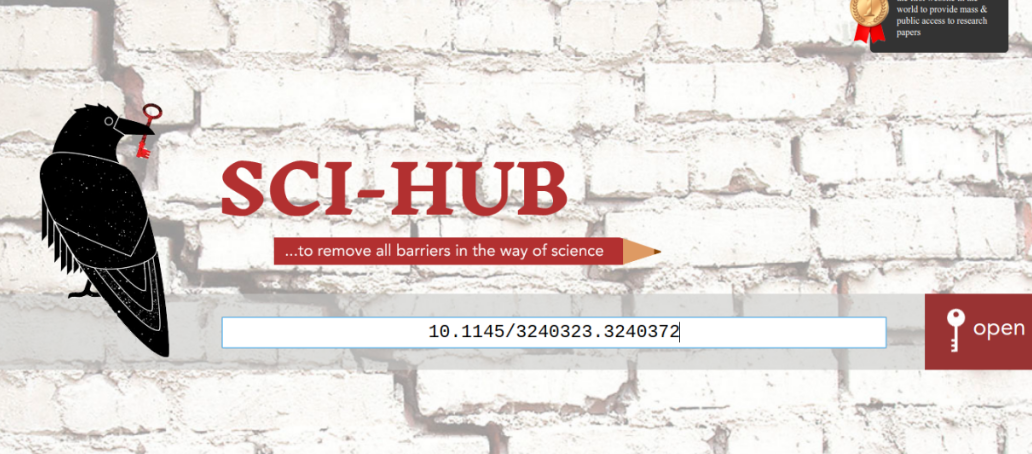 world to provide mass &
public access to research
papers
SCI-HUB
...to remove all barriers in the way of science
10.1145/3240323.3240372
open